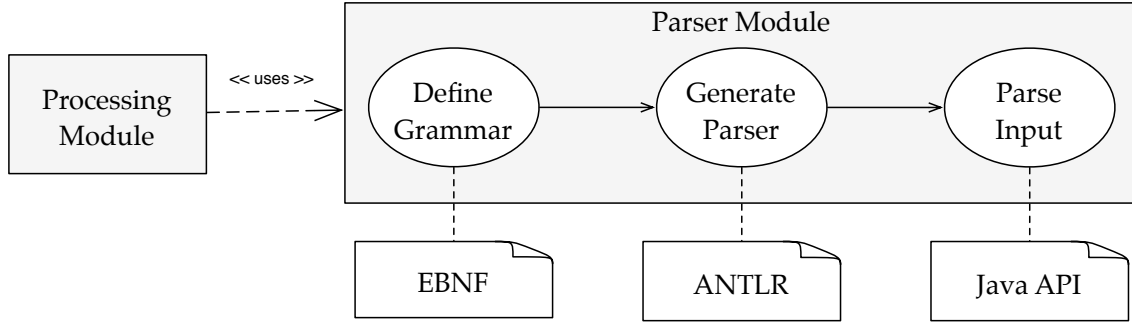 Parser Module
<< uses >>
Processing
Module
Define
Grammar
Generate
Parser
Parse
Input
EBNF
ANTLR
Java API